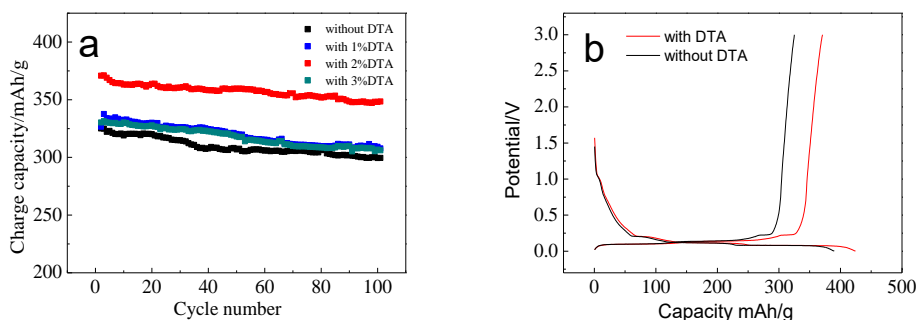 a
without DTA
with 1%DTA
with 2%DTA
with 3%DTA
400
350
300
250
200
Charge capacity/mAh/g
0
20
40
60
80
100
Cycle number
b
with DTA
without DTA
3.0
2.5
2.0
1.5
1.0
0.5
0.0
Potential/V
0
100
200
300
400
500
Capacity mAh/g